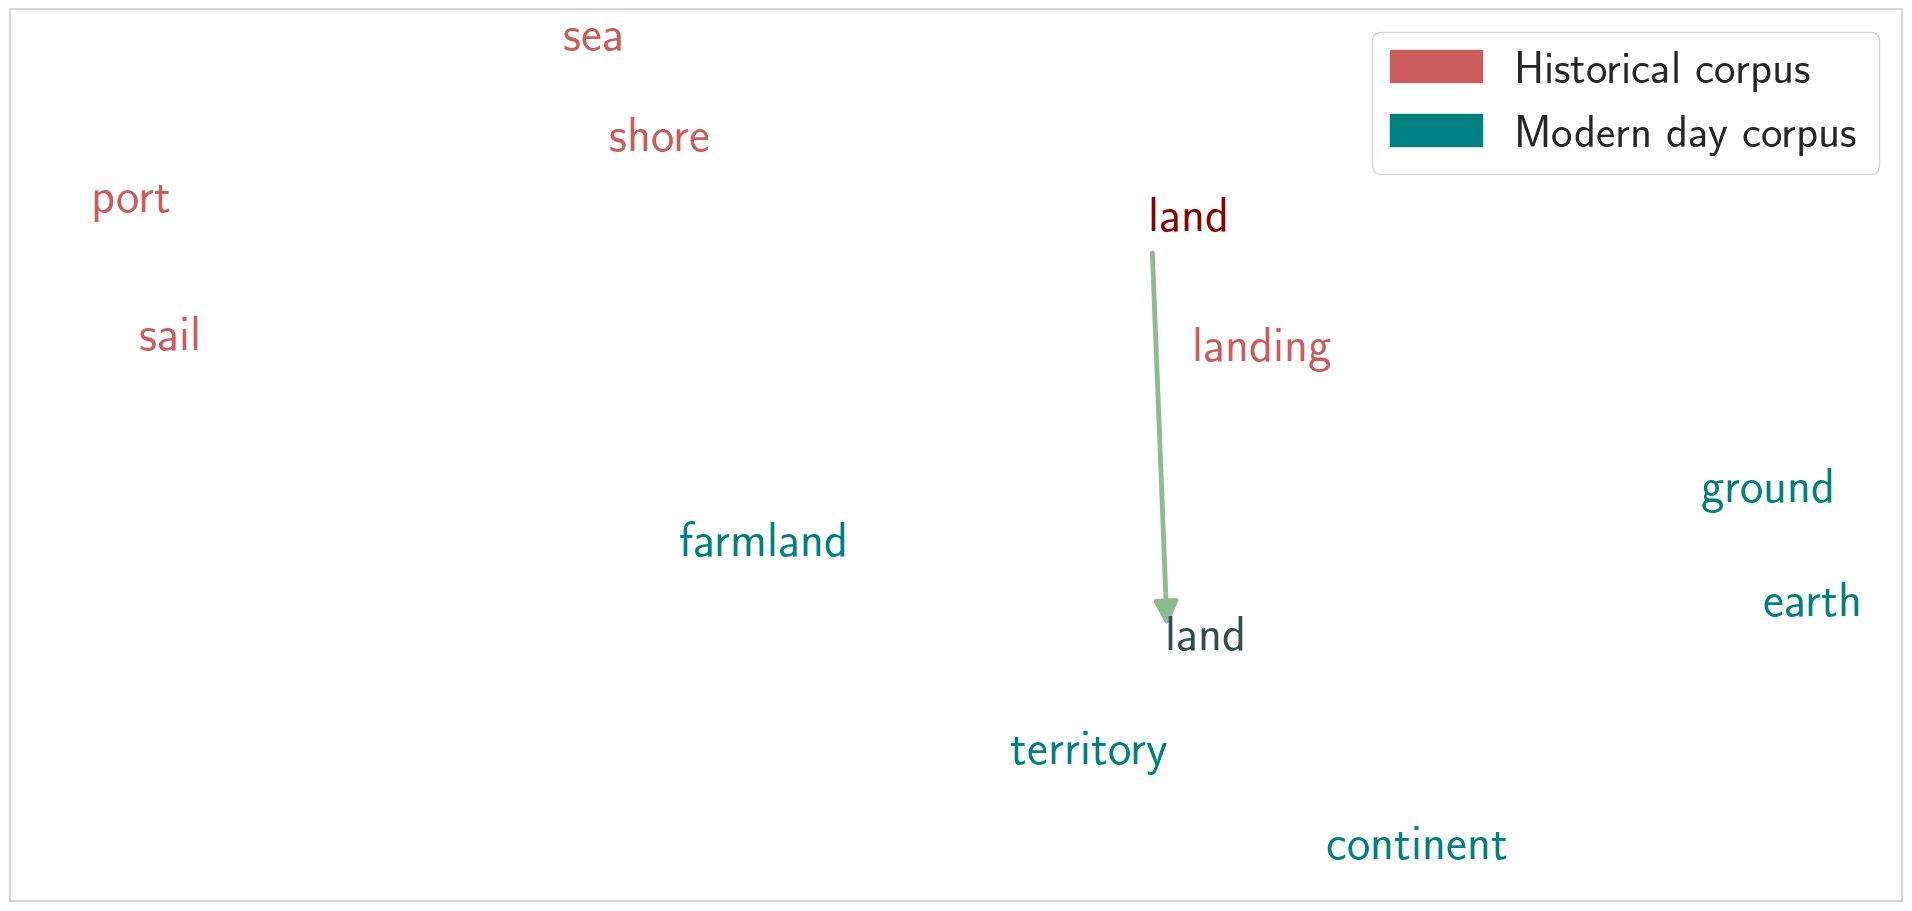 sea
Historical corpus
shore
Modern day corpus
port
land
sail
landing
ground
farmland
earth
land
territory
continent